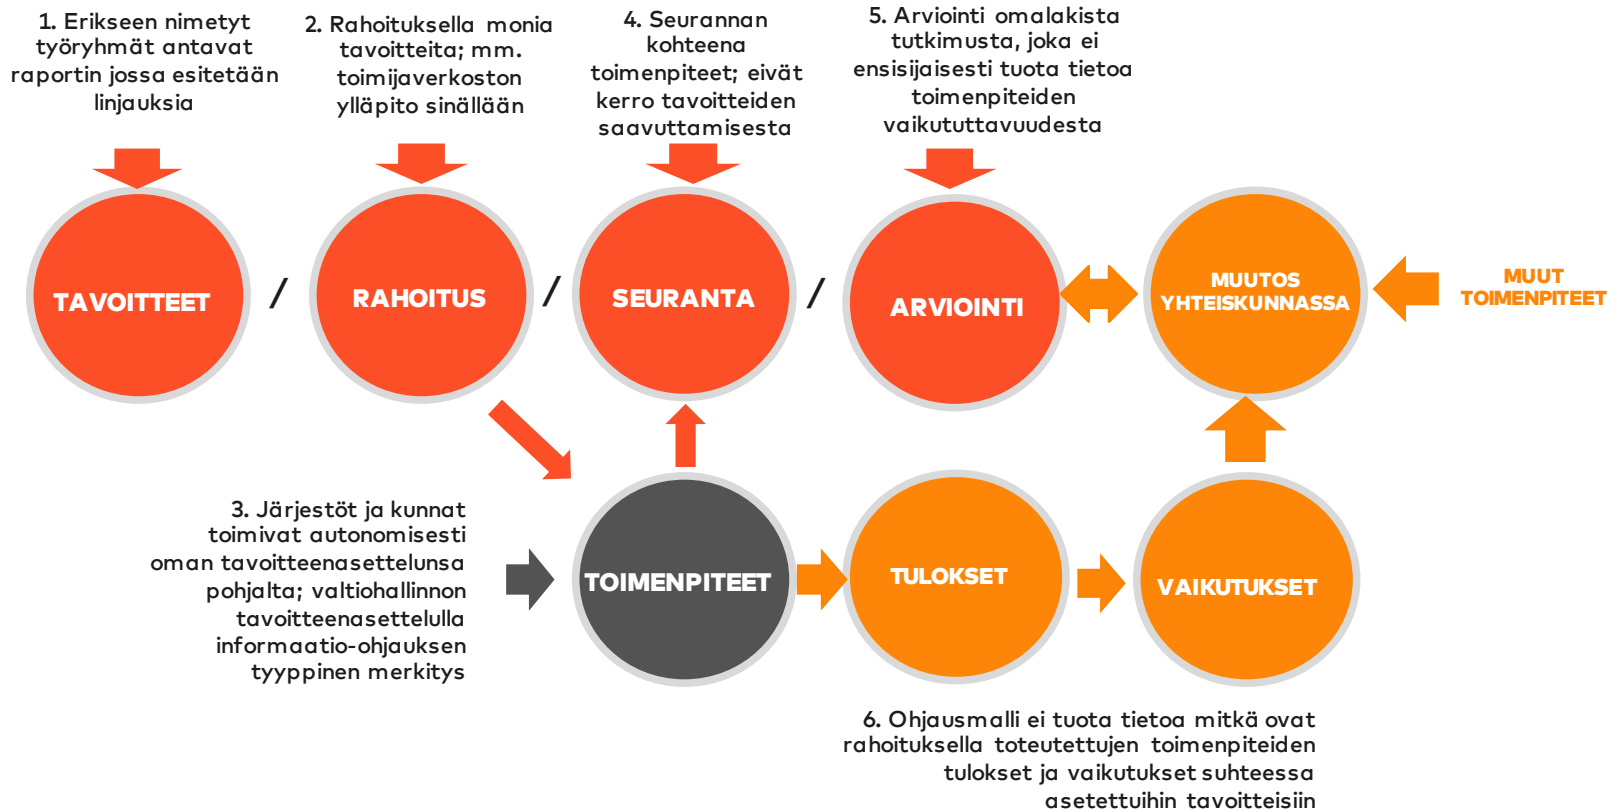 1. Erikseen nimetyt
työryhmät antavat
raportin jossa esitetään
linjauksia
2. Rahoituksella monia
tavoitteita; mm.
toimijaverkoston
ylläpito sinällään
4. Seurannan
kohteena
toimenpiteet; eivät
kerro tavoitteiden
saavuttamisesta
5. Arviointi omalakista
tutkimusta, joka ei
ensisijaisesti tuota tietoa
toimenpiteiden
vaikututtavuudesta
TAVOITTEET
/
RAHOITUS
/
SEURANTA
/
ARVIOINTI
MUUTOS
YHTEISKUNNASSA
MUUT
TOIMENPITEET
3. Järjestöt ja kunnat
toimivat autonomisesti
oman tavoitteenasettelunsa
pohjalta; valtiohallinnon
tavoitteenasettelulla
informaatio-ohjauksen
tyyppinen merkitys
TOIMENPITEET
TULOKSET
VAIKUTUKSET
6. Ohjausmalli ei tuota tietoa mitkä ovat
rahoituksella toteutettujen toimenpiteiden
tulokset ja vaikutukset suhteessa
asetettuihin tavoitteisiin